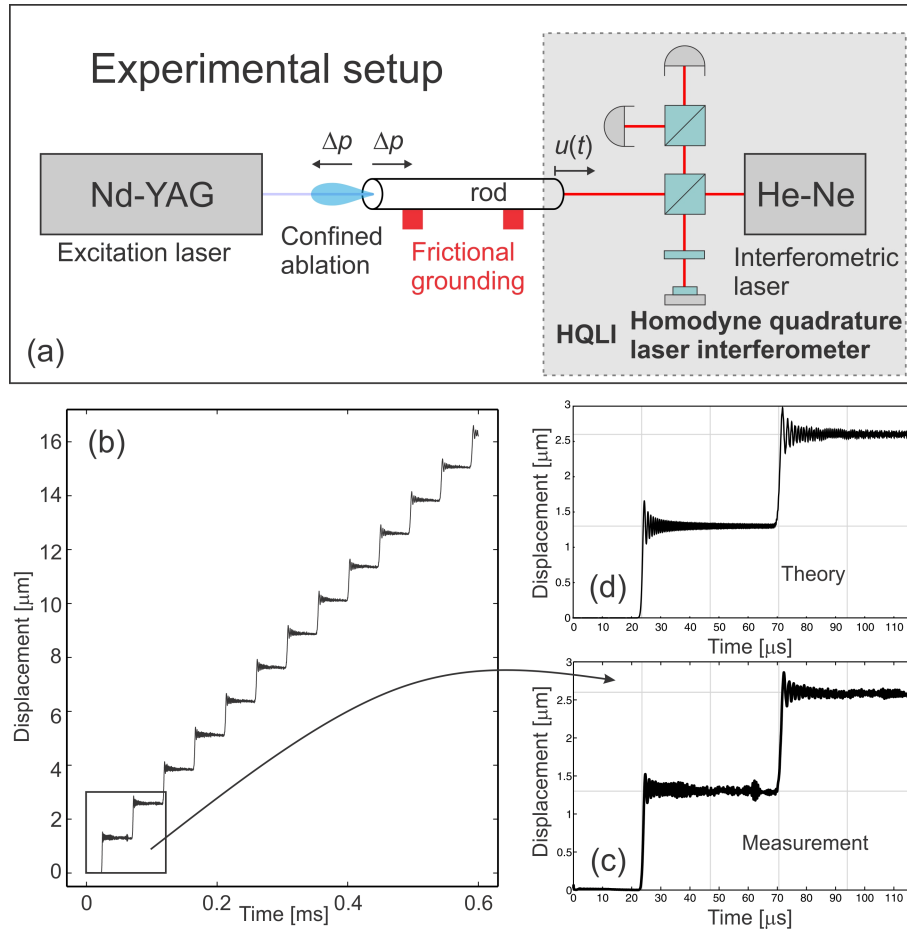 Experimental setup
Δp Δp
u(t)
Nd-YAG
rod
He-Ne
Excitation laser
Confined
ablation
Frictional
grounding
Interferometric
laser
HQLI
Homodyne quadrature
laser interferometer
(a)
(b)
Displacement [μm]
16
14
12
10
8
6
4
2
0
0 0.2 0.4 0.6
Time [ms]
(d)
Theory
Displacement [μm]
3
2.5
2
1.5
1
0.5
0
0 10 20 30 40 50 60 70 80 90 100 110
Time [μs]
(c)
Measurement
Displacement [μm]
3
2.5
2
1.5
1
0.5
0
0 10 20 30 40 50 60 70 80 90 100 110
Time [μs]